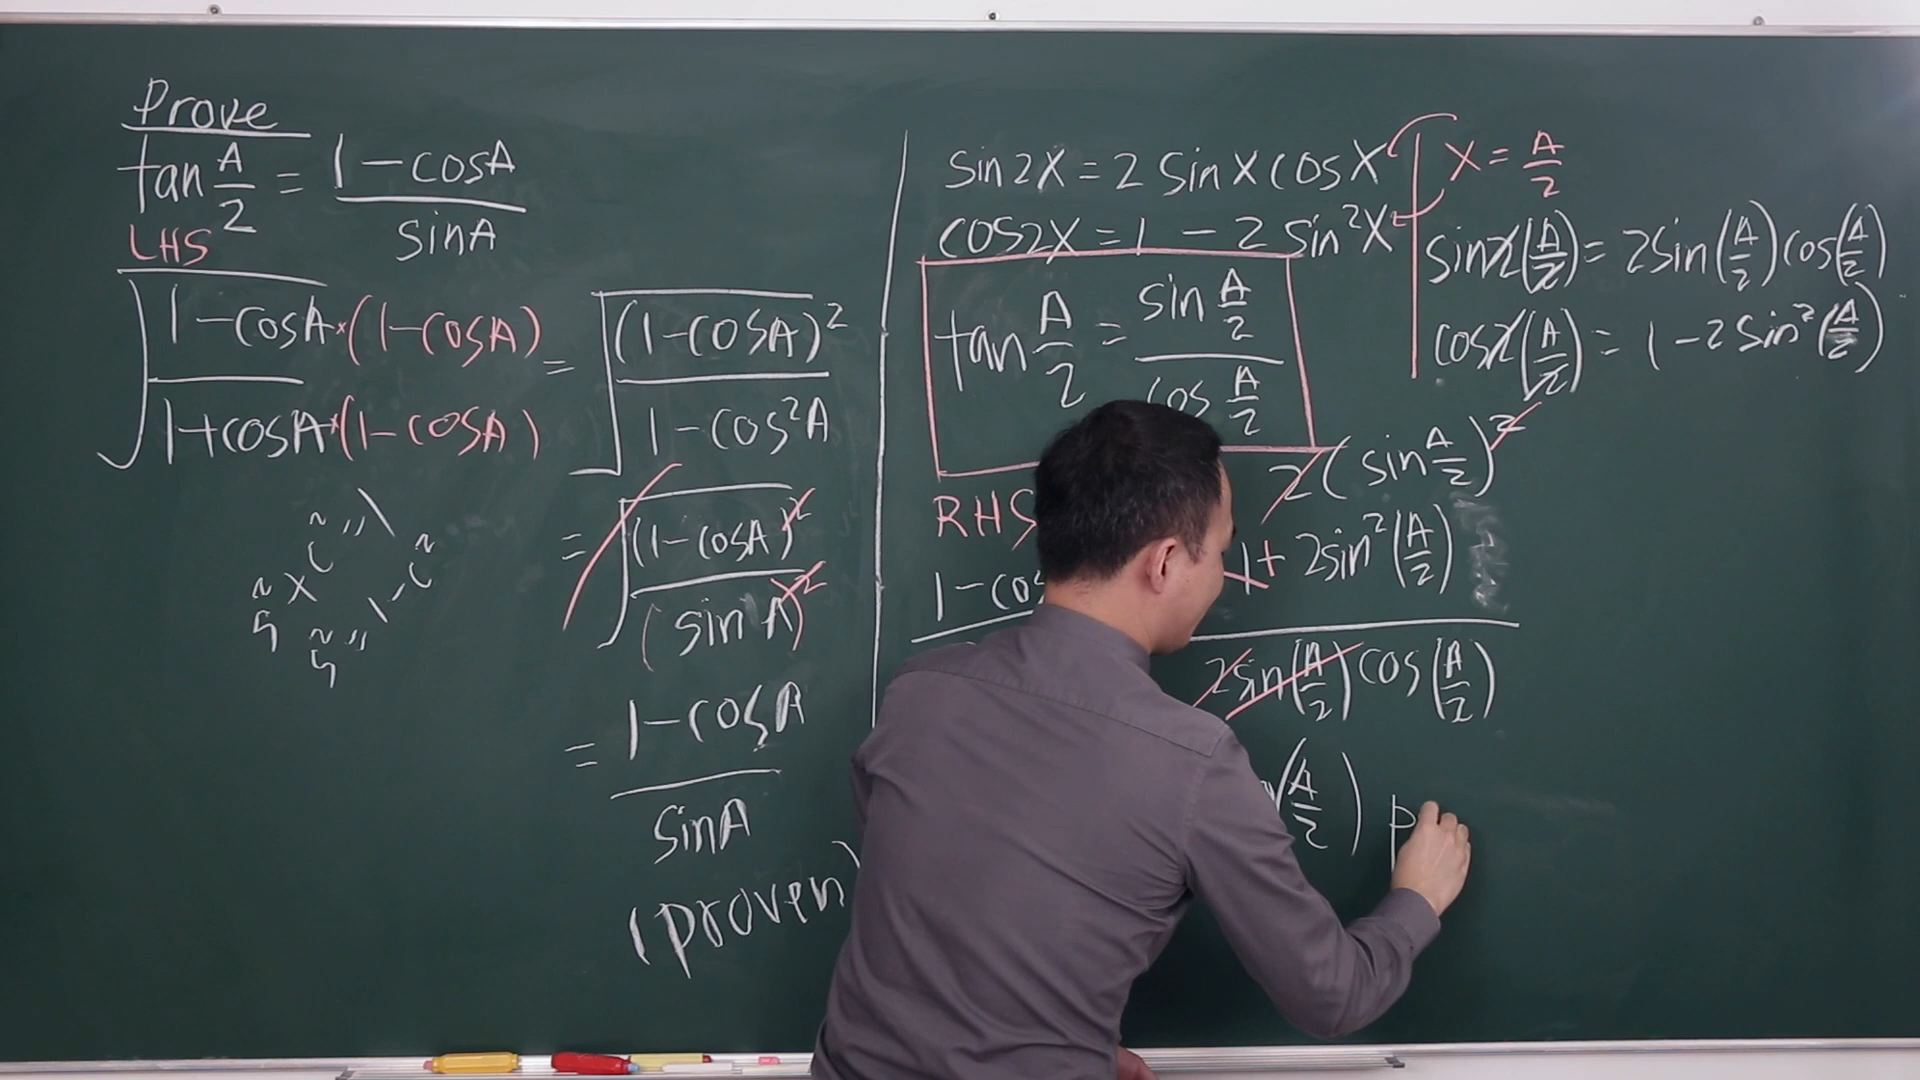 Prove
tan A/2 = (1-cosA)/(sinA)
LHS
√((1-cosA×(1-cosA))/(1+cosA×(1-cosA))) = √((1-cosA)²/(1-cos²A))
= √((1-cosA)²/(sinA)²)
= (1-cosA)/(sinA)
(proven)
sin2x = 2 sinx cosx
cos2x = 1 - 2 sin²x
x = A/2
sin2(A/2) = 2sin(A/2)cos(A/2)
cos2(A/2) = 1-2sin²(A/2)
tan A/2 = (sin A/2)/(cos A/2)
2(sin A/2)²
RHS
1-cos
1+2sin²(A/2)
2sin(A/2)cos(A/2)
(A/2)
p